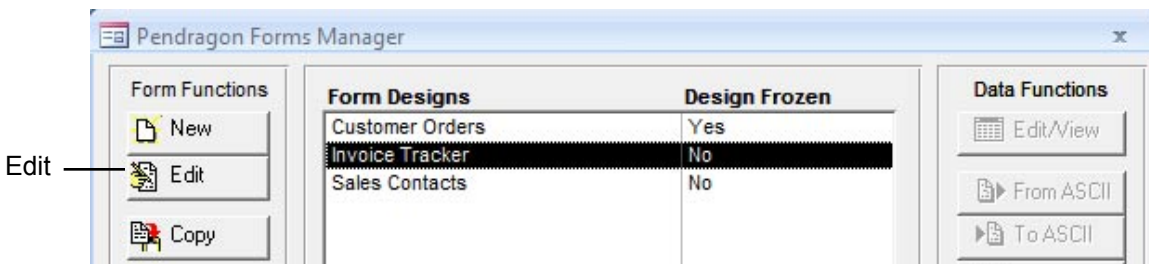 Pendragon Forms Manager x
Form Functions
New
Edit
Edit
Copy
Form Designs Design Frozen
Customer Orders Yes
Invoice Tracker No
Sales Contacts No
Data Functions
Edit/View
From ASCII
To ASCII